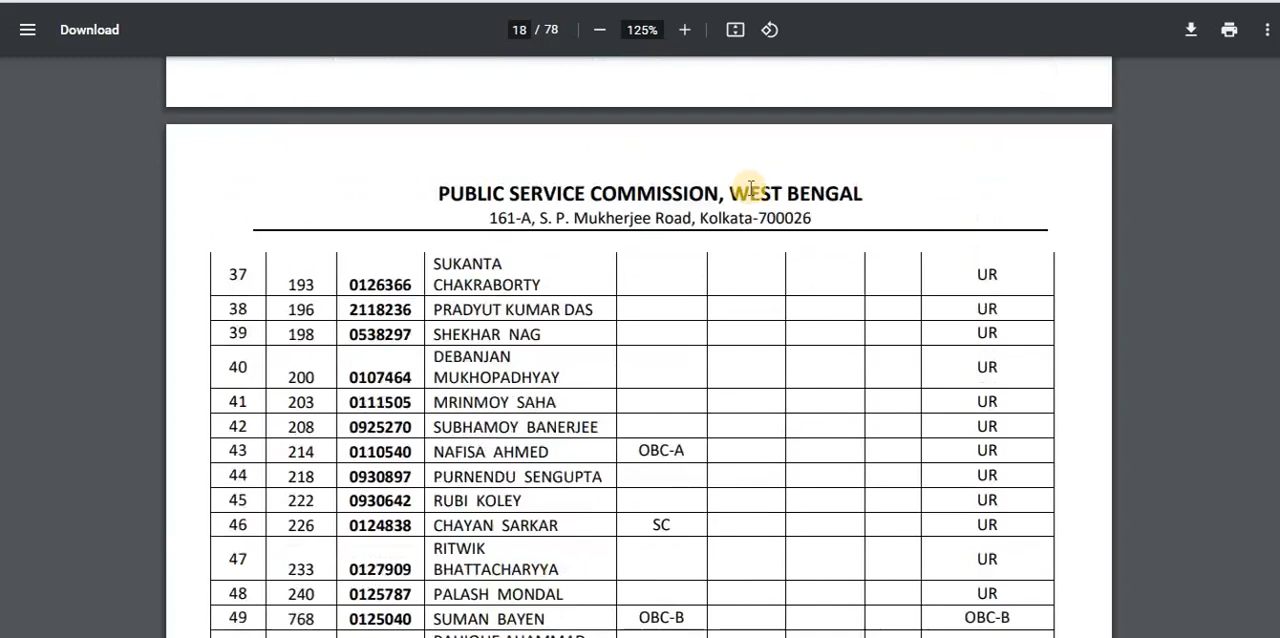 Download
18 / 78
125%
PUBLIC SERVICE COMMISSION, WEST BENGAL
161-A, S. P. Mukherjee Road, Kolkata-700026
37 193 0126366 SUKANTA CHAKRABORTY UR
38 196 2118236 PRADYUT KUMAR DAS UR
39 198 0538297 SHEKHAR NAG UR
40 200 0107464 DEBANJAN MUKHOPADHYAY UR
41 203 0111505 MRINMOY SAHA UR
42 208 0925270 SUBHAMOY BANERJEE UR
43 214 0110540 NAFISA AHMED OBC-A UR
44 218 0930897 PURNENDU SENGUPTA UR
45 222 0930642 RUBI KOLEY UR
46 226 0124838 CHAYAN SARKAR SC UR
47 233 0127909 RITWIK BHATTACHARYYA UR
48 240 0125787 PALASH MONDAL UR
49 768 0125040 SUMAN BAYEN OBC-B OBC-B